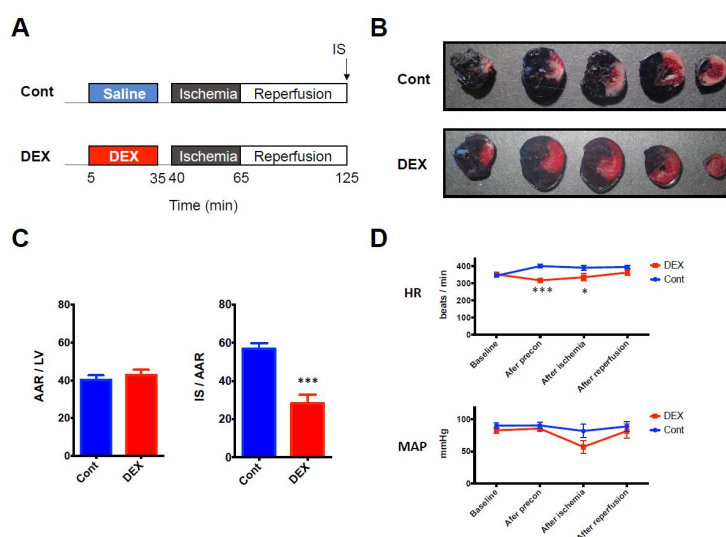 A
IS
Cont
Saline
Ischemia
Reperfusion
DEX
DEX
Ischemia
Reperfusion
5
35
40
65
125
Time (min)
B
Cont
DEX
C
AAR / LV
80
60
40
20
0
Cont
DEX
IS / AAR
80
60
40
20
0
***
Cont
DEX
D
HR
beats / min
400
300
200
100
0
DEX
Cont
***
*
Baseline
Afer precon
After ischemia
After reperfusion
MAP
mmHg
100
50
0
DEX
Cont
Baseline
Afer precon
After ischemia
After reperfusion